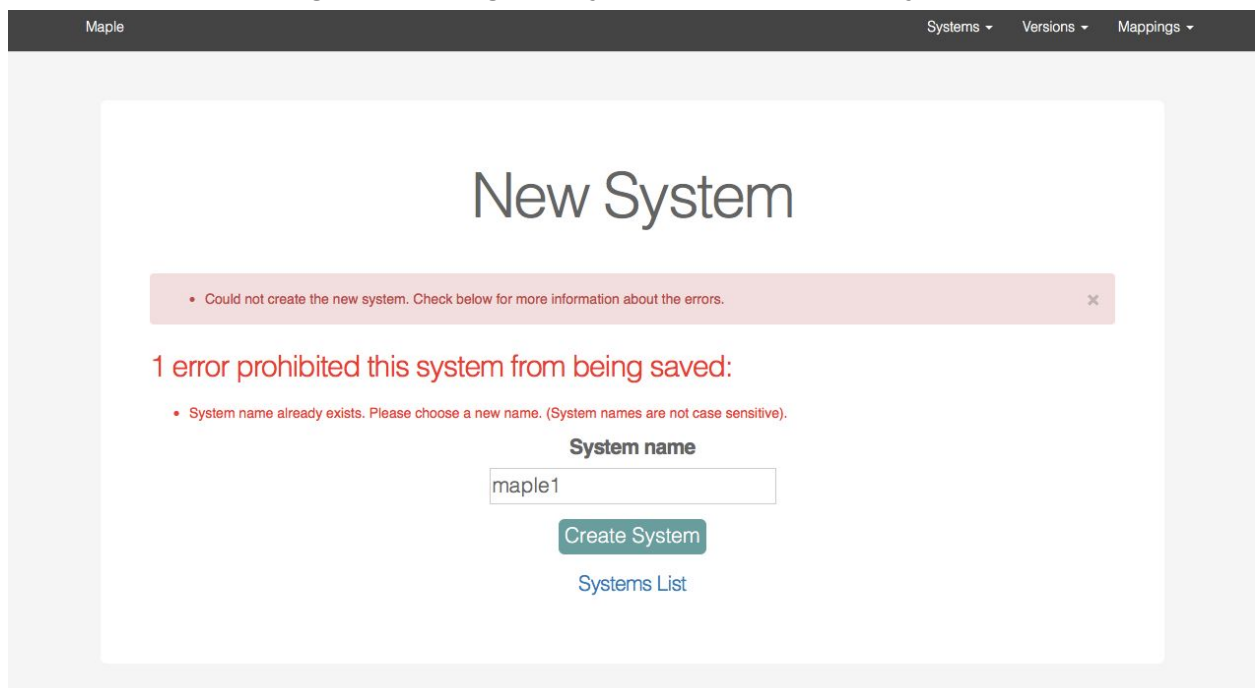 Maple Systems Versions Mappings
New System
• Could not create the new system. Check below for more information about the errors. ×
1 error prohibited this system from being saved:
• System name already exists. Please choose a new name. (System names are not case sensitive).
System name
maple1
Create System
Systems List